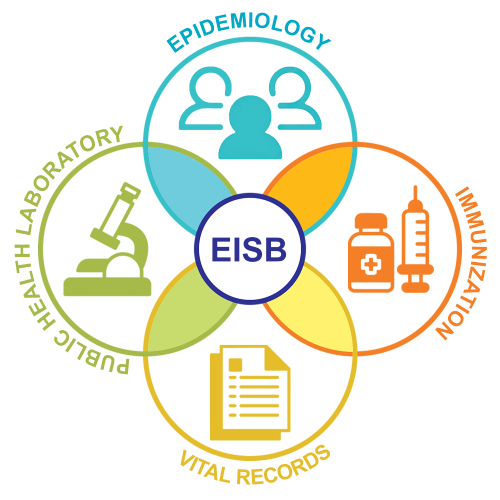 EPIDEMIOLOGY
PUBLIC HEALTH LABORATORY
EISB
IMMUNIZATION
VITAL RECORDS